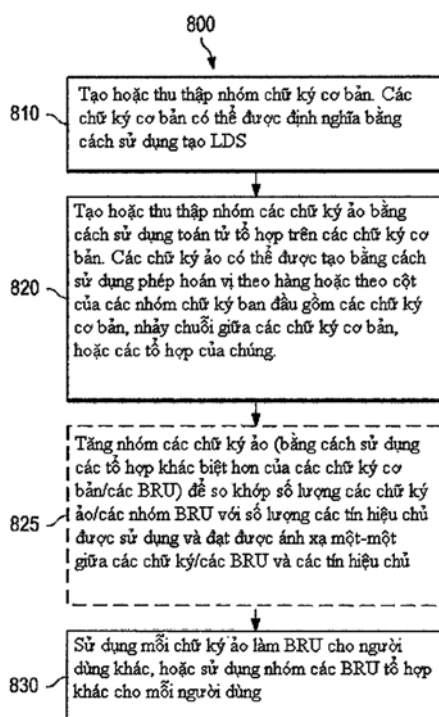 800
810
Tạo hoặc thu thập nhóm chữ ký cơ bản. Các
chữ ký cơ bản có thể được định nghĩa bằng
cách sử dụng tạo LDS
820
Tạo hoặc thu thập nhóm các chữ ký ảo bằng
cách sử dụng toán tử tổ hợp trên các chữ ký cơ
bản. Các chữ ký ảo có thể được tạo bằng cách
sử dụng phép hoán vị theo hàng hoặc theo cột
của các nhóm chữ ký ban đầu gồm các chữ ký
cơ bản, nhảy chuỗi giữa các chữ ký cơ bản,
hoặc các tổ hợp của chúng.
825
Tăng nhóm các chữ ký ảo (bằng cách sử dụng
các tổ hợp khác biệt hơn của các chữ ký cơ
bản/các BRU) để so khớp số lượng các chữ ký
ảo/các nhóm BRU với số lượng các tín hiệu chủ
được sử dụng và đạt được ánh xạ một-một
giữa các chữ ký/các BRU và các tín hiệu chủ
830
Sử dụng mỗi chữ ký ảo làm BRU cho người
dùng khác, hoặc sử dụng nhóm các BRU tổ hợp
khác cho mỗi người dùng